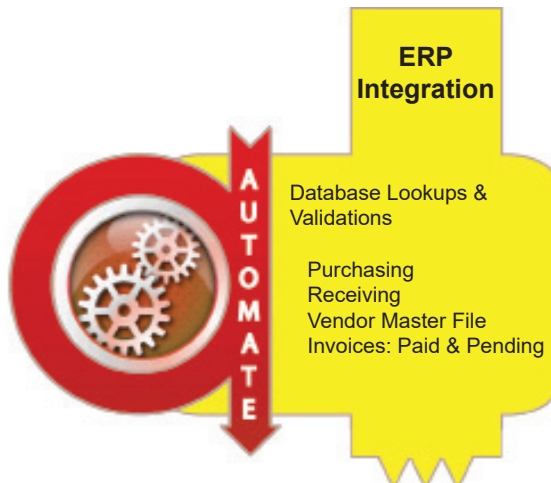 ERP
Integration
AUTOMATE
Database Lookups &
Validations
Purchasing
Receiving
Vendor Master File
Invoices: Paid & Pending